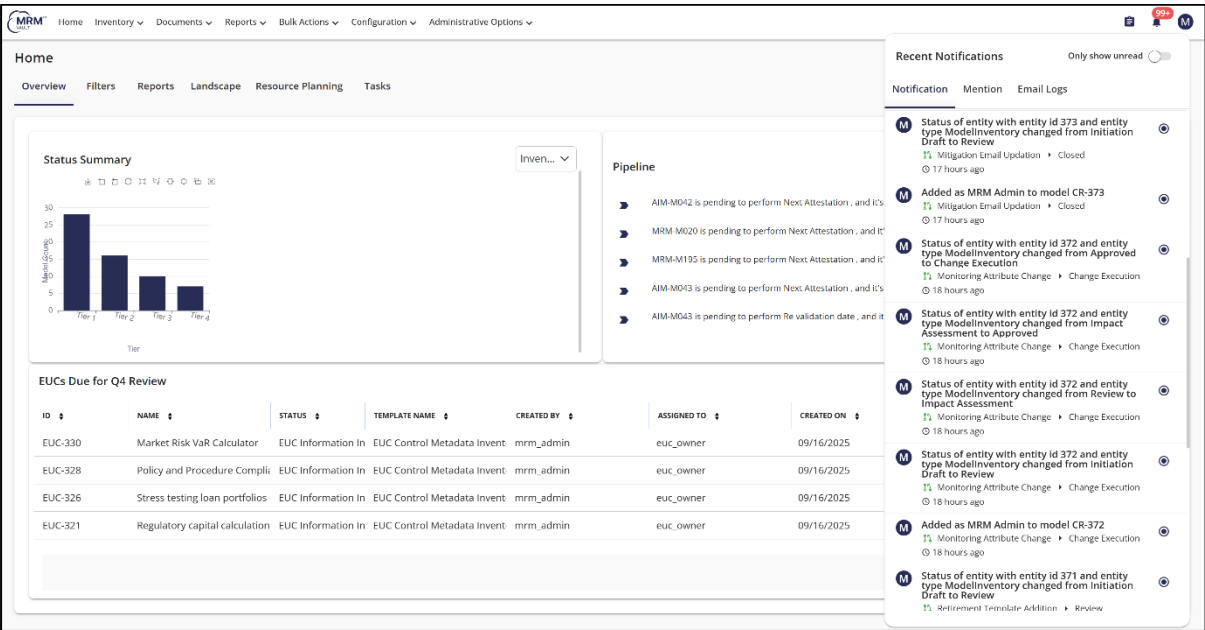 MRM
VAULT
Home Inventory Documents Reports Bulk Actions Configuration Administrative Options
99+
M
Home
Overview Filters Reports Landscape Resource Planning Tasks
Status Summary
Inven...
30
25
20
15
10
5
0
Model Count
Tier 1 Tier 2 Tier 3 Tier 4
Tier
Pipeline
AIM-M042 is pending to perform Next Attestation , and it's
MRM-M020 is pending to perform Next Attestation , and it'
MRM-M195 is pending to perform Next Attestation , and it'
AIM-M043 is pending to perform Next Attestation , and it's
AIM-M043 is pending to perform Re validation date , and it
EUCs Due for Q4 Review
ID NAME STATUS TEMPLATE NAME CREATED BY ASSIGNED TO CREATED ON
EUC-330 Market Risk VaR Calculator EUC Information In EUC Control Metadata Invent mrm_admin euc_owner 09/16/2025
EUC-328 Policy and Procedure Compli EUC Information In EUC Control Metadata Invent mrm_admin euc_owner 09/16/2025
EUC-326 Stress testing loan portfolios EUC Information In EUC Control Metadata Invent mrm_admin euc_owner 09/16/2025
EUC-321 Regulatory capital calculation EUC Information In EUC Control Metadata Invent mrm_admin euc_owner 09/16/2025
Recent Notifications Only show unread
Notification Mention Email Logs
M Status of entity with entity id 373 and entity
type ModelInventory changed from Initiation
Draft to Review
Mitigation Email Updation Closed
17 hours ago
M Added as MRM Admin to model CR-373
Mitigation Email Updation Closed
17 hours ago
M Status of entity with entity id 372 and entity
type ModelInventory changed from Approved
to Change Execution
Monitoring Attribute Change Change Execution
18 hours ago
M Status of entity with entity id 372 and entity
type ModelInventory changed from Impact
Assessment to Approved
Monitoring Attribute Change Change Execution
18 hours ago
M Status of entity with entity id 372 and entity
type ModelInventory changed from Review to
Impact Assessment
Monitoring Attribute Change Change Execution
18 hours ago
M Status of entity with entity id 372 and entity
type ModelInventory changed from Initiation
Draft to Review
Monitoring Attribute Change Change Execution
18 hours ago
M Added as MRM Admin to model CR-372
Monitoring Attribute Change Change Execution
18 hours ago
M Status of entity with entity id 371 and entity
type ModelInventory changed from Initiation
Draft to Review
Retirement Template Addition Review